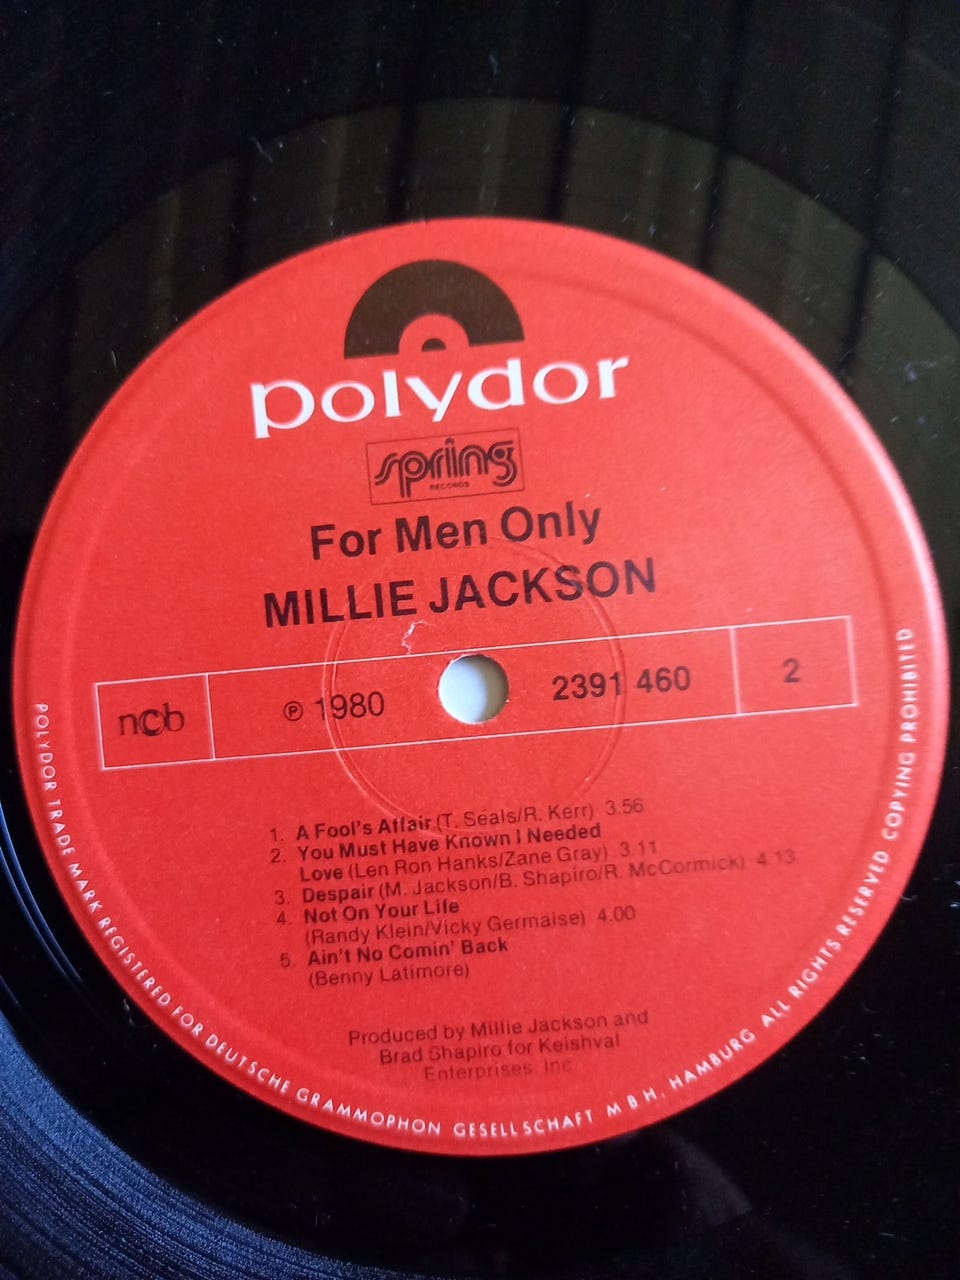 polydor
spring
RECORDS
For Men Only
MILLIE JACKSON
ncb
℗ 1980
2391 460
2
1. A Fool's Affair (T. Seals/R. Kerr) 3.56
2. You Must Have Known I Needed
Love (Len Ron Hanks/Zane Gray) 3.11
3. Despair (M. Jackson/B. Shapiro/R. McCormick) 4.13
4. Not On Your Life
(Randy Klein/Vicky Germaise) 4.00
5. Ain't No Comin' Back
(Benny Latimore)
Produced by Millie Jackson and
Brad Shapiro for Keishval
Enterprises, Inc.
POLYDOR TRADE MARK REGISTERED FOR DEUTSCHE GRAMMOPHON GESELLSCHAFT M B H, HAMBURG ALL RIGHTS RESERVED COPYING PROHIBITED